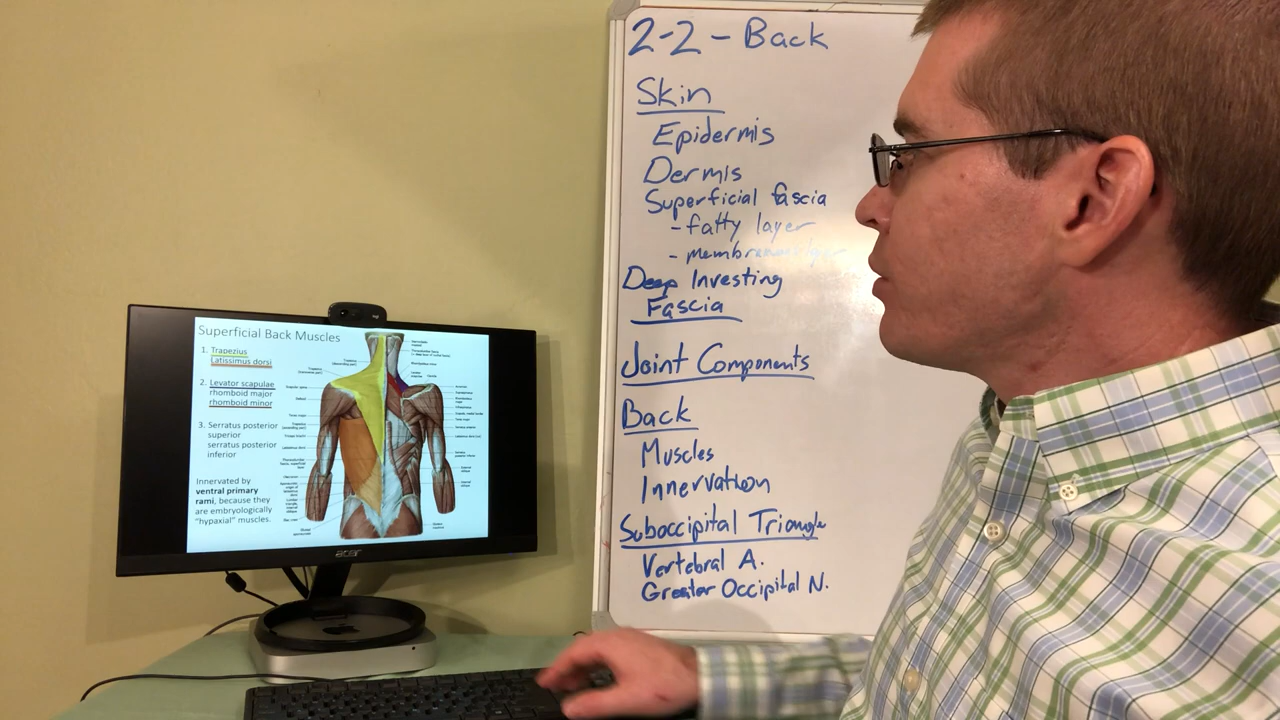 2-2 - Back
Skin
Epidermis
Dermis
Superficial fascia
- fatty layer
- membranous layer
Deep Investing
Fascia
Joint Components
Back
Muscles
Innervation
Suboccipital Triangle
Vertebral A.
Greater Occipital N.
Superficial Back Muscles
1. Trapezius
Latissimus dorsi
2. Levator scapulae
rhomboid major
rhomboid minor
3. Serratus posterior
superior
serratus posterior
inferior
Innervated by
ventral primary
rami, because they
are embryologically
"hypaxial" muscles.
acer